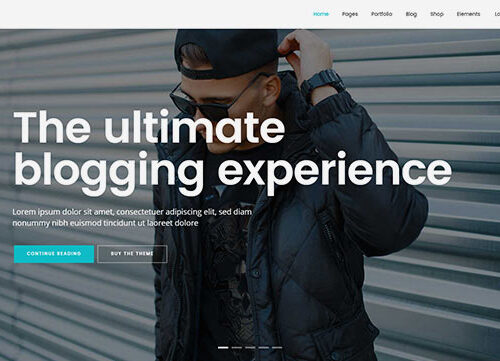 Home Pages Portfolio Blog Shop Elements
The ultimate
blogging experience
Lorem ipsum dolor sit amet, consectetuer adipiscing elit, sed diam
nonummy nibh euismod tincidunt ut laoreet dolore
CONTINUE READING BUY THE THEME